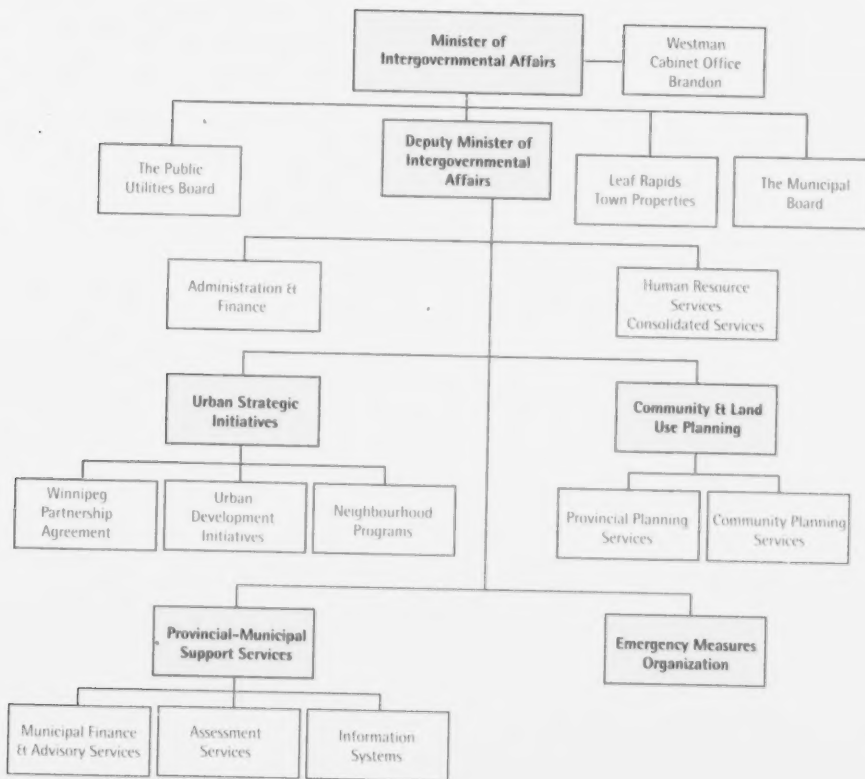 Minister of
Intergovernmental Affairs
Westman
Cabinet Office
Brandon
The Public
Utilities Board
Deputy Minister of
Intergovernmental
Affairs
Leaf Rapids
Town Properties
The Municipal
Board
Administration &
Finance
Human Resource
Services
Consolidated Services
Urban Strategic
Initiatives
Community & Land
Use Planning
Winnipeg
Partnership
Agreement
Urban
Development
Initiatives
Neighbourhood
Programs
Provincial Planning
Services
Community Planning
Services
Provincial-Municipal
Support Services
Emergency Measures
Organization
Municipal Finance
& Advisory Services
Assessment
Services
Information
Systems